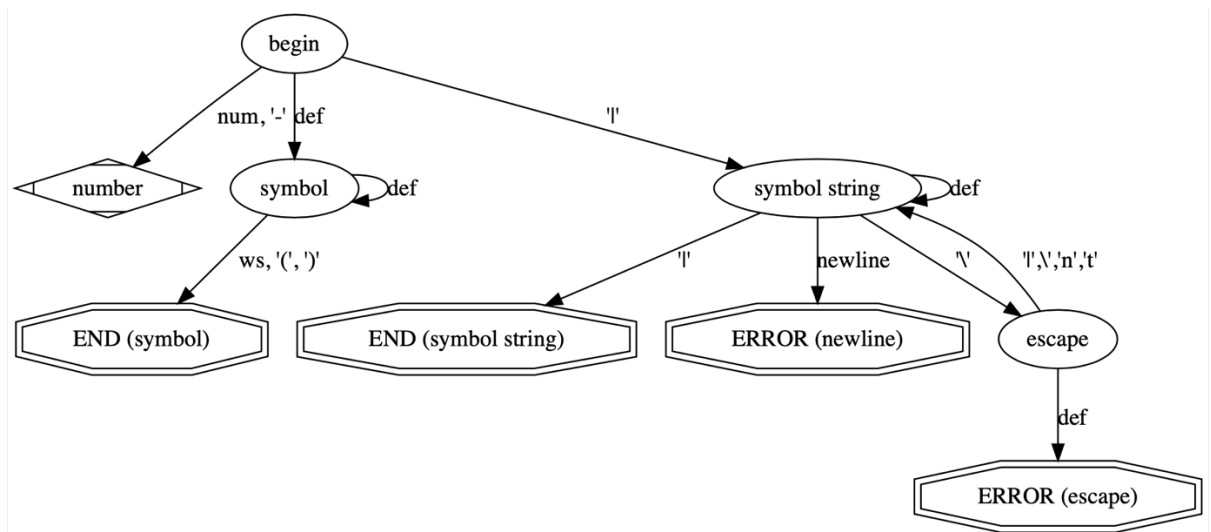 begin
num, '-'
def
'|'
number
symbol
def
symbol string
def
ws, '(', ')'
'|'
newline
'\'
'|',\','n','t'
END (symbol)
END (symbol string)
ERROR (newline)
escape
def
ERROR (escape)